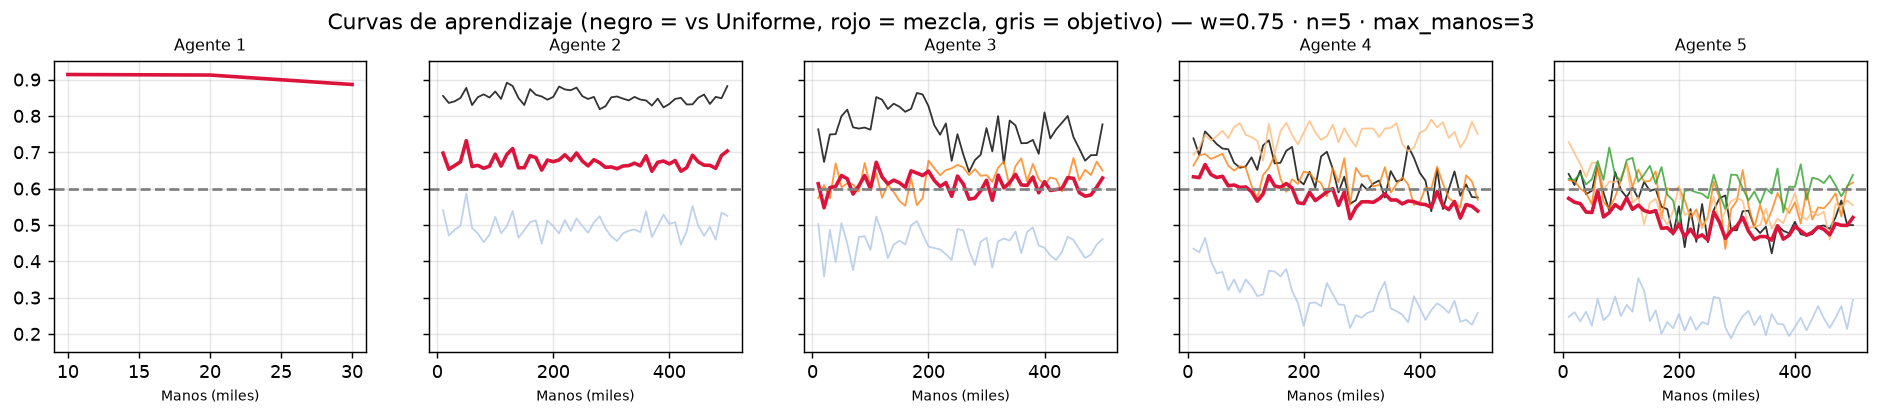 Curvas de aprendizaje (negro = vs Uniforme, rojo = mezcla, gris = objetivo) — w=0.75 · n=5 · max_manos=3
Agente 1
Agente 2
Agente 3
Agente 4
Agente 5
0.9
0.8
0.7
0.6
0.5
0.4
0.3
0.2
10 15 20 25 30
0 200 400
0 200 400
0 200 400
0 200 400
Manos (miles)
Manos (miles)
Manos (miles)
Manos (miles)
Manos (miles)